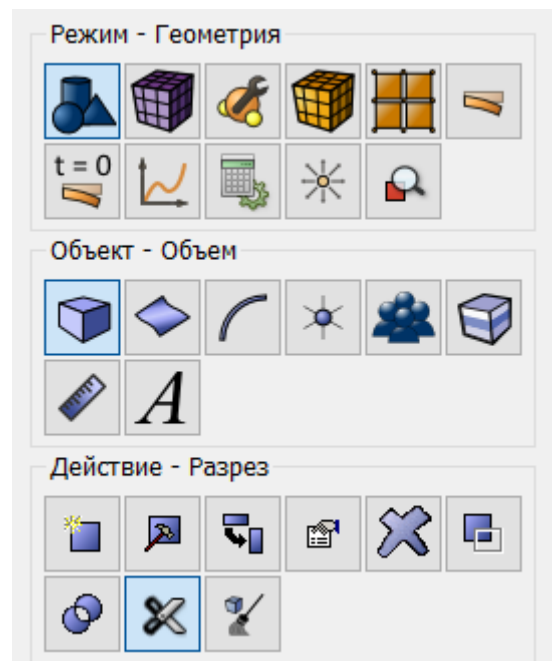 Режим - Геометрия
t = 0
Объект - Объем
A
Действие - Разрез